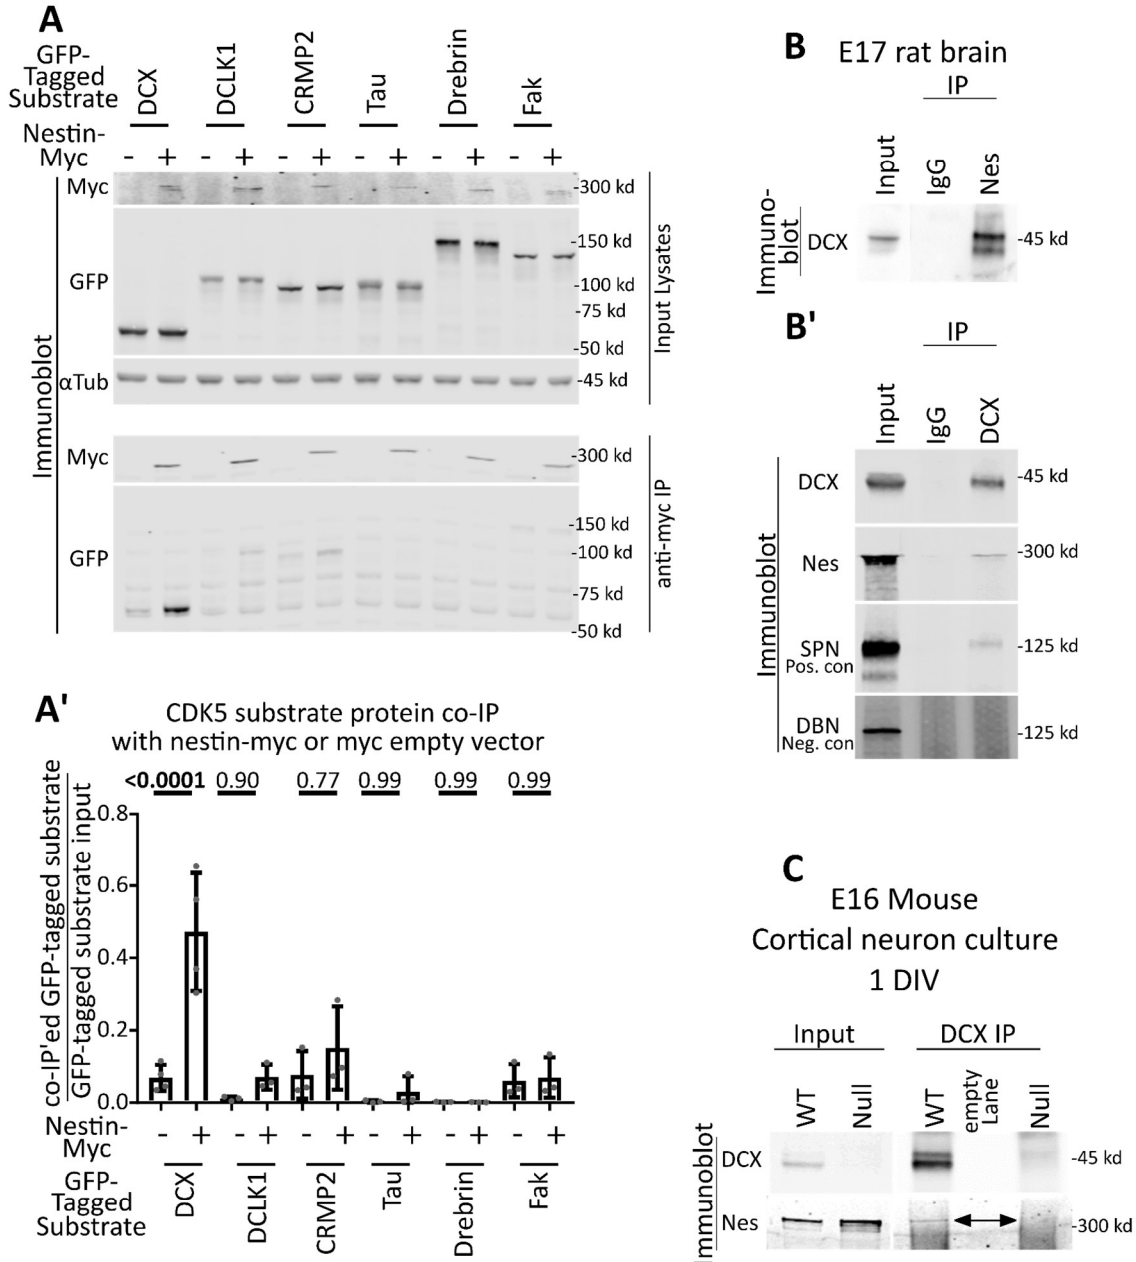 A
GFP-
Tagged
Substrate
DCX
DCLK1
CRMP2
Tau
Drebrin
Fak
Nestin-
Myc
- + - + - + - + - + - +
Immunoblot
Myc
-300 kd
GFP
-150 kd
-100 kd
-75 kd
-50 kd
αTub
-45 kd
Input Lysates
Myc
-300 kd
GFP
-150 kd
-100 kd
-75 kd
-50 kd
anti-myc IP
A'
CDK5 substrate protein co-IP
with nestin-myc or myc empty vector
<0.0001 0.90 0.77 0.99 0.99 0.99
co-IP'ed GFP-tagged substrate
GFP-tagged substrate input
0.8
0.6
0.4
0.2
0.0
Nestin-
Myc
- + - + - + - + - + - +
GFP-
Tagged
Substrate
DCX
DCLK1
CRMP2
Tau
Drebrin
Fak
B
E17 rat brain
IP
Input
IgG
Nes
Immuno-
blot
DCX
-45 kd
B'
IP
Input
IgG
DCX
Immunoblot
DCX
-45 kd
Nes
-300 kd
SPN
Pos. con
-125 kd
DBN
Neg. con
-125 kd
C
E16 Mouse
Cortical neuron culture
1 DIV
Input
DCX IP
WT
Null
WT
empty
Lane
Null
Immunoblot
DCX
-45 kd
Nes
-300 kd